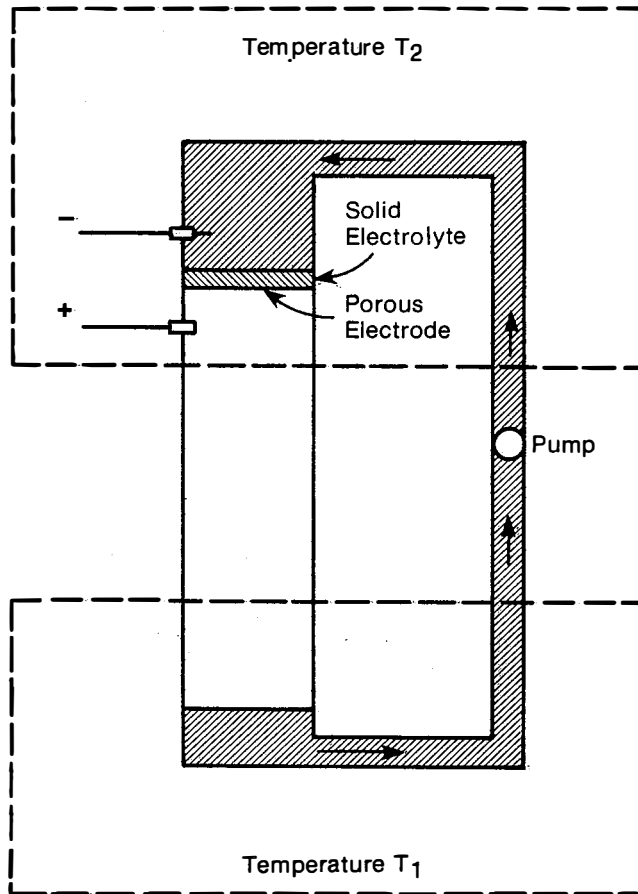 Temperature T2
−
Solid
Electrolyte
+
Porous
Electrode
Pump
Temperature T1